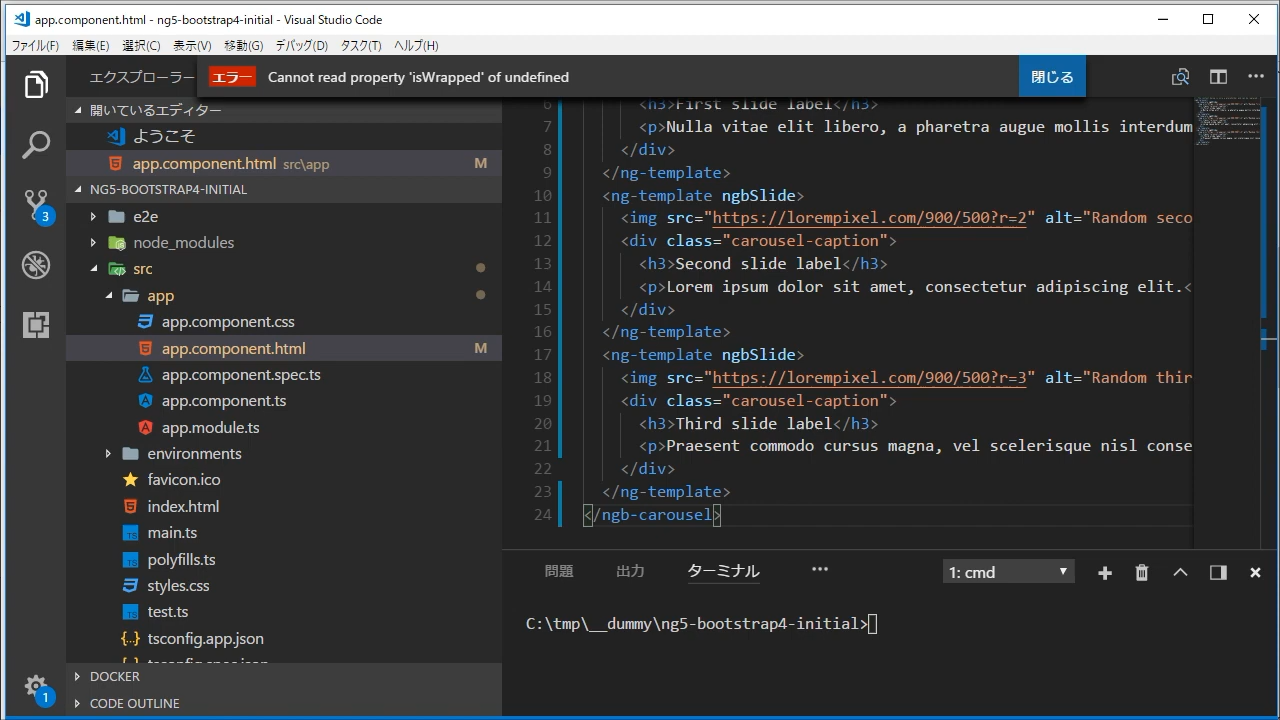 app.component.html - ng5-bootstrap4-initial - Visual Studio Code
ファイル(F) 編集(E) 選択(C) 表示(V) 移動(G) デバッグ(D) タスク(T) ヘルプ(H)
エクスプローラー
エラー Cannot read property 'isWrapped' of undefined 閉じる
開いているエディター
ようこそ
app.component.html src\app M
NG5-BOOTSTRAP4-INITIAL
e2e
node_modules
src
app
app.component.css
app.component.html M
app.component.spec.ts
app.component.ts
app.module.ts
environments
favicon.ico
index.html
main.ts
polyfills.ts
styles.css
test.ts
tsconfig.app.json
tsconfig.spec.json
DOCKER
CODE OUTLINE
3
1
6 <h3>First slide label</h3>
7 <p>Nulla vitae elit libero, a pharetra augue mollis interdum
8 </div>
9 </ng-template>
10 <ng-template ngbSlide>
11 <img src="https://lorempixel.com/900/500?r=2" alt="Random seco
12 <div class="carousel-caption">
13 <h3>Second slide label</h3>
14 <p>Lorem ipsum dolor sit amet, consectetur adipiscing elit.<
15 </div>
16 </ng-template>
17 <ng-template ngbSlide>
18 <img src="https://lorempixel.com/900/500?r=3" alt="Random thir
19 <div class="carousel-caption">
20 <h3>Third slide label</h3>
21 <p>Praesent commodo cursus magna, vel scelerisque nisl conse
22 </div>
23 </ng-template>
24 </ngb-carousel>
問題 出力 ターミナル ••• 1: cmd
C:\tmp\__dummy\ng5-bootstrap4-initial>